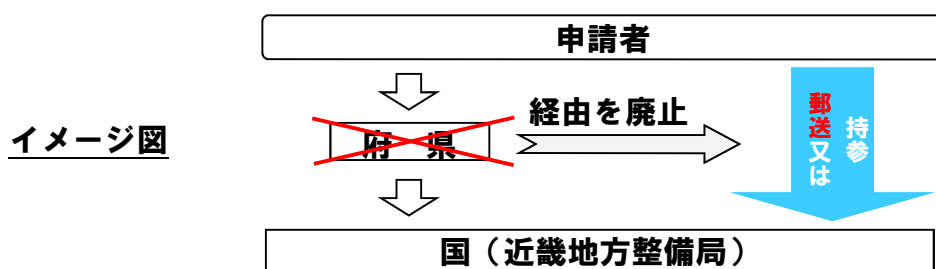 申請者
イメージ図
府　県
経由を廃止
郵送又は
持参
国（近畿地方整備局）